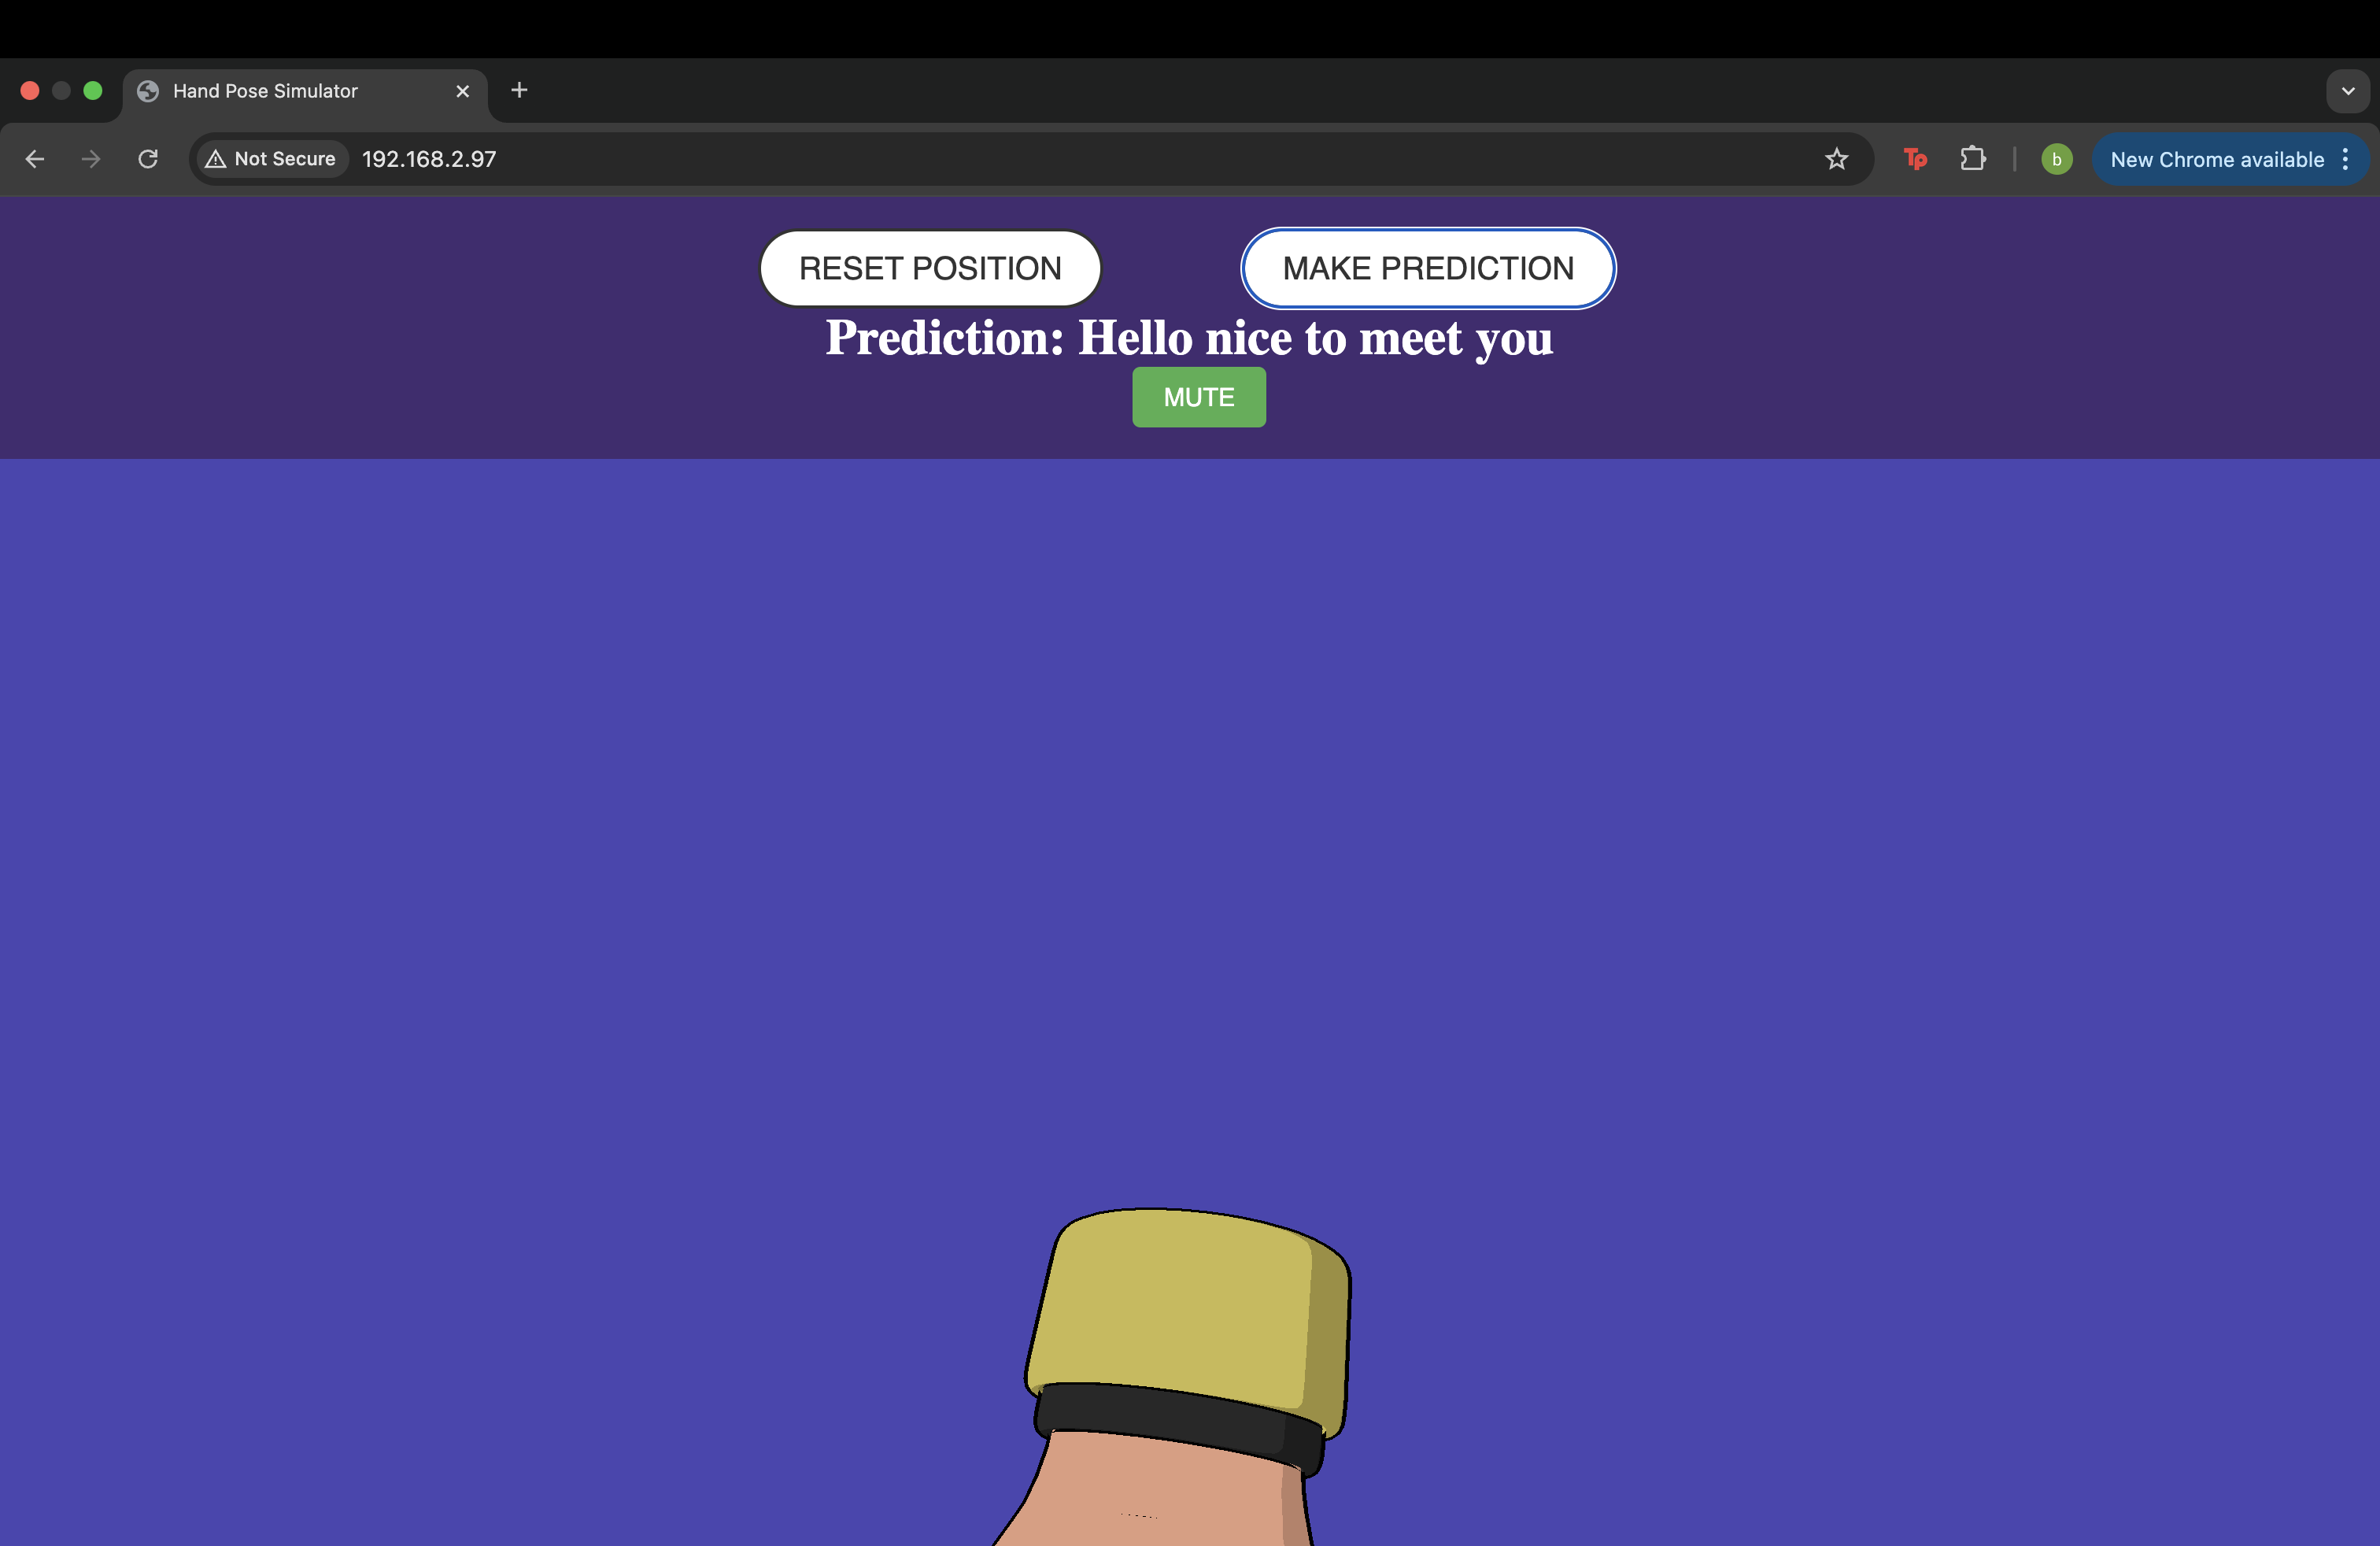 Hand Pose Simulator
Not Secure 192.168.2.97
Tp
b
New Chrome available
RESET POSITION MAKE PREDICTION
Prediction: Hello nice to meet you
MUTE